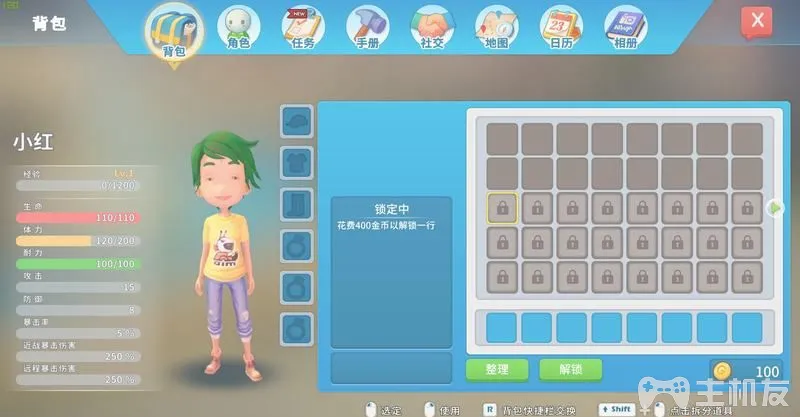 背包
背包
角色
NEW
任务
手册
社交
地图
23
日历
相册
X
小红
经验 Lv.1
0/1200
生命
110/110
体力
120/200
耐力
100/100
攻击
15
防御
8
暴击率
5 %
近战暴击伤害
250 %
远程暴击伤害
250 %
锁定中
花费400金币以解锁一行
整理
解锁
100
选定
使用
R 背包快捷栏交换
Shift + 点击拆分道具
主机友